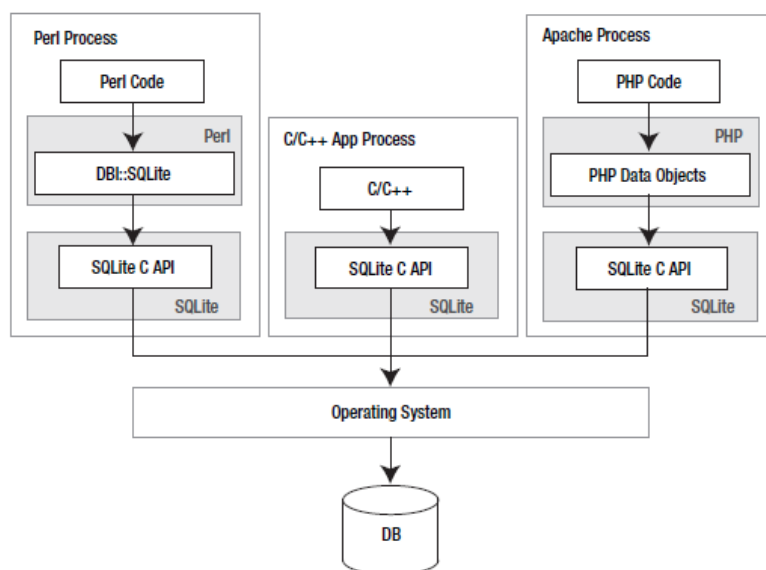 Perl Process
Perl Code
Perl
DBI::SQLite
SQLite C API
SQLite
C/C++ App Process
C/C++
SQLite C API
SQLite
Apache Process
PHP Code
PHP
PHP Data Objects
SQLite C API
SQLite
Operating System
DB